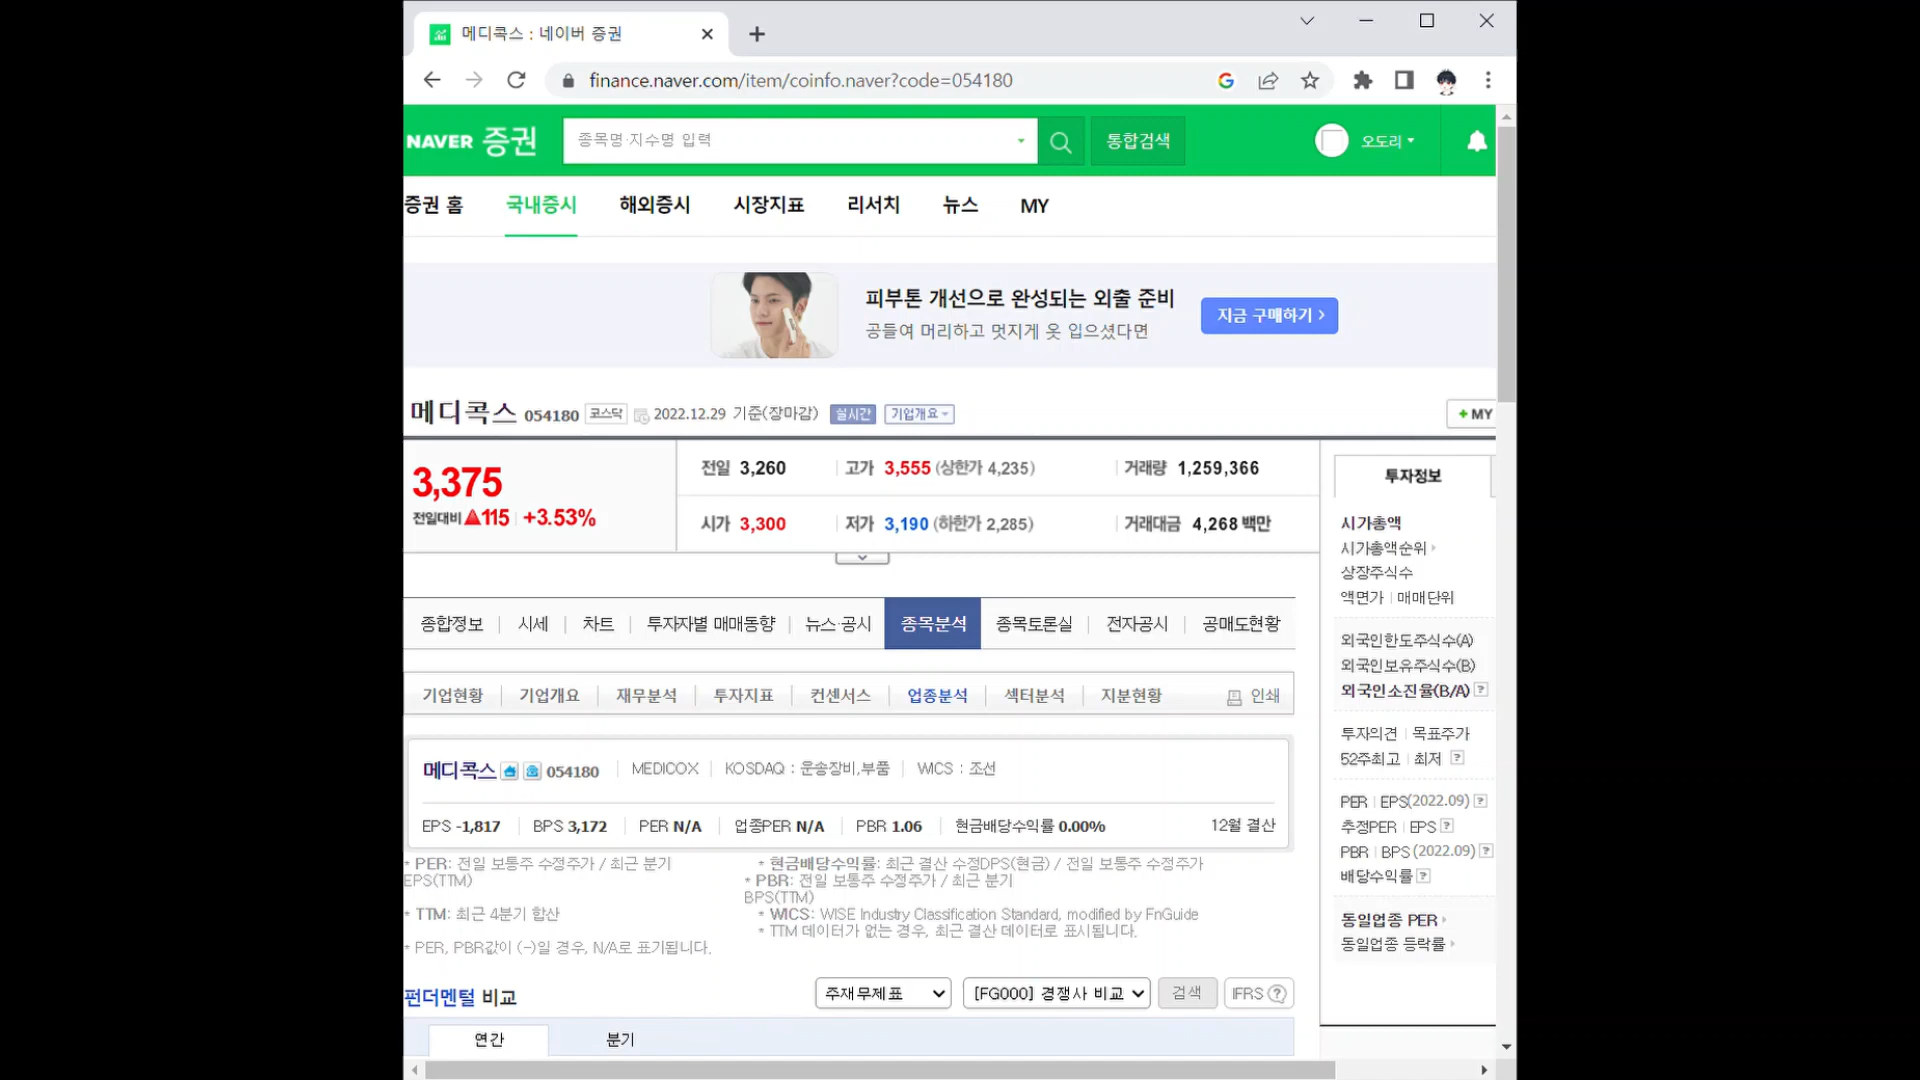 메디콕스 : 네이버 증권
finance.naver.com/item/coinfo.naver?code=054180
NAVER 증권
종목명·지수명 입력
통합검색
오도리
증권 홈 국내증시 해외증시 시장지표 리서치 뉴스 MY
피부톤 개선으로 완성되는 외출 준비
공들여 머리하고 멋지게 옷 입으셨다면
지금 구매하기 ›
메디콕스 054180 코스닥 2022.12.29 기준(장마감) 실시간 기업개요
+ MY
3,375
전일대비 ▲115 +3.53%
전일 3,260 고가 3,555 (상한가 4,235) 거래량 1,259,366
시가 3,300 저가 3,190 (하한가 2,285) 거래대금 4,268 백만
종합정보 시세 차트 투자자별 매매동향 뉴스·공시 종목분석 종목토론실 전자공시 공매도현황
기업현황 기업개요 재무분석 투자지표 컨센서스 업종분석 섹터분석 지분현황 인쇄
메디콕스 054180 MEDICOX KOSDAQ : 운송장비,부품 WICS : 조선
EPS -1,817 BPS 3,172 PER N/A 업종PER N/A PBR 1.06 현금배당수익률 0.00% 12월 결산
* PER: 전일 보통주 수정주가 / 최근 분기
EPS(TTM)
* TTM: 최근 4분기 합산
* PER, PBR값이 (-)일 경우, N/A로 표기됩니다.
* 현금배당수익률: 최근 결산 수정DPS(현금) / 전일 보통주 수정주가
* PBR: 전일 보통주 수정주가 / 최근 분기
BPS(TTM)
* WICS: WISE Industry Classification Standard, modified by FnGuide
* TTM 데이터가 없는 경우, 최근 결산 데이터로 표시됩니다.
펀더멘털 비교
주재무제표 [FG000] 경쟁사 비교 검색 IFRS ?
연간 분기
투자정보
시가총액
시가총액순위
상장주식수
액면가 매매단위
외국인한도주식수(A)
외국인보유주식수(B)
외국인소진율(B/A) ?
투자의견 목표주가
52주최고 최저 ?
PER EPS(2022.09) ?
추정PER EPS ?
PBR BPS (2022.09) ?
배당수익률 ?
동일업종 PER
동일업종 등락률